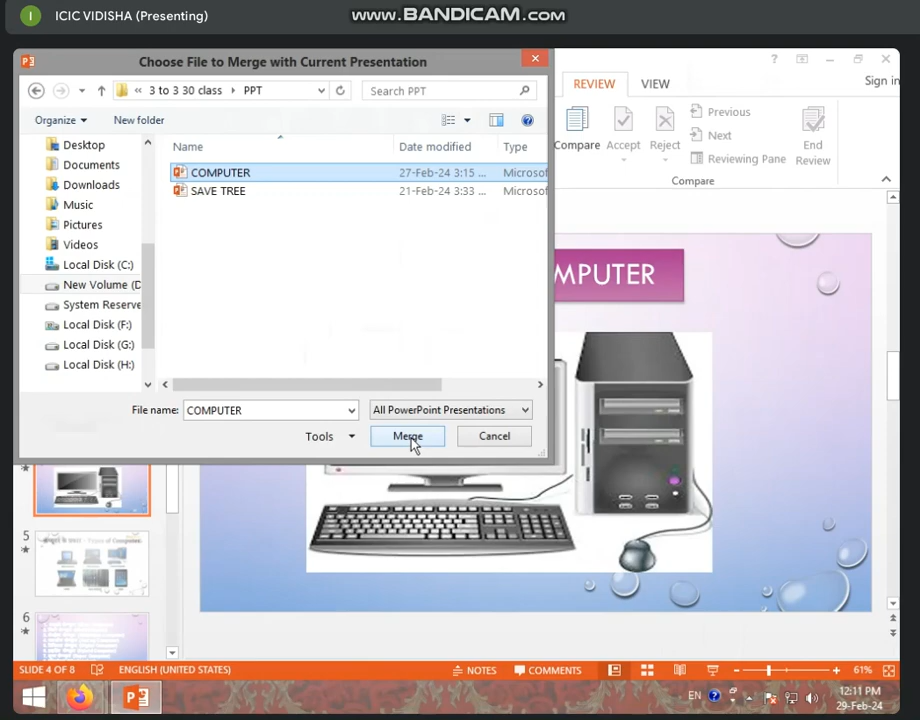 I ICIC VIDISHA (Presenting)
www.BANDICAM.com
Choose File to Merge with Current Presentation
« 3 to 3 30 class PPT
Search PPT
Organize
New folder
Name
Date modified
Type
Desktop
Documents
Downloads
Music
Pictures
Videos
Local Disk (C:)
New Volume (D
System Reserve
Local Disk (F:)
Local Disk (G:)
Local Disk (H:)
COMPUTER 27-Feb-24 3:15 ... Microsof
SAVE TREE 21-Feb-24 3:33 ... Microsof
File name: COMPUTER
All PowerPoint Presentations
Tools
Merge
Cancel
REVIEW VIEW
Sign in
Compare Accept Reject
Previous
Next
Reviewing Pane
End
Review
Compare
MPUTER
5
6
SLIDE 4 OF 8 ENGLISH (UNITED STATES) NOTES COMMENTS 61%
EN
12:11 PM
29-Feb-24